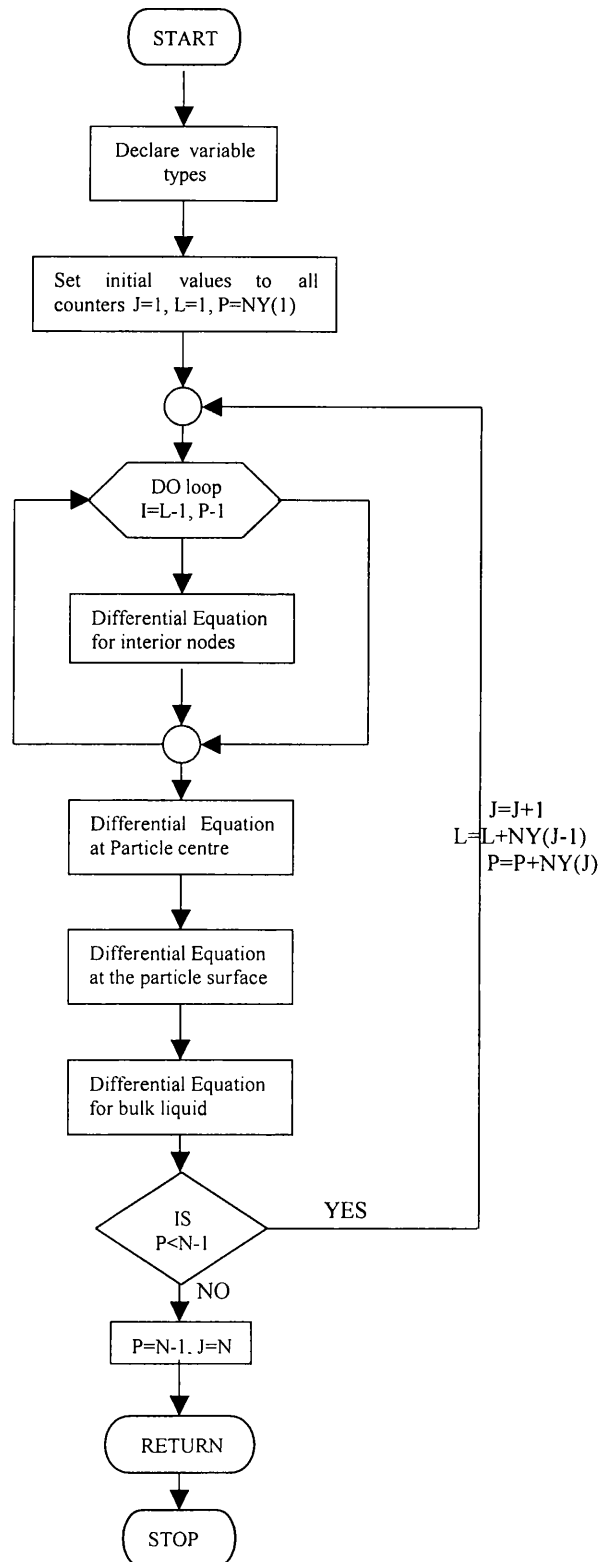 START
Declare variable
types
Set initial values to all
counters J=1, L=1, P=NY(1)
DO loop
I=L-1, P-1
Differential Equation
for interior nodes
Differential Equation
at Particle centre
J=J+1
L=L+NY(J-1)
P=P+NY(J)
Differential Equation
at the particle surface
Differential Equation
for bulk liquid
IS
P<N-1
YES
NO
P=N-1, J=N
RETURN
STOP